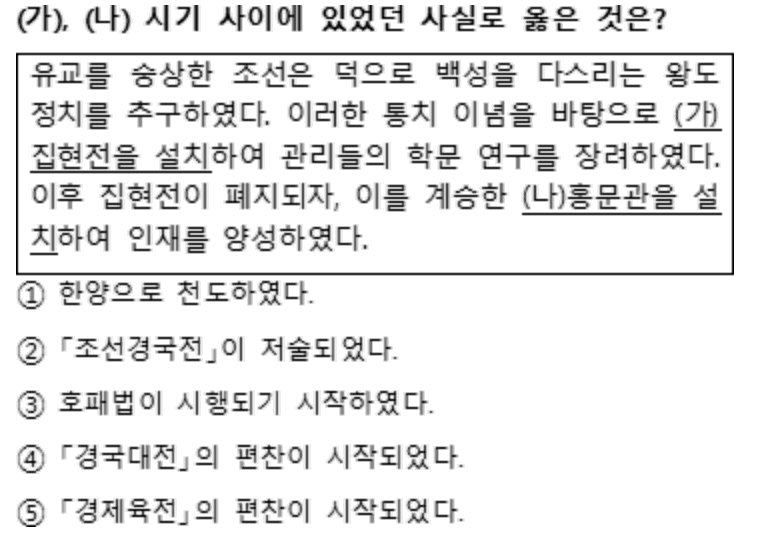 (가), (나) 시기 사이에 있었던 사실로 옳은 것은?
유교를 숭상한 조선은 덕으로 백성을 다스리는 왕도
정치를 추구하였다. 이러한 통치 이념을 바탕으로 (가)
집현전을 설치하여 관리들의 학문 연구를 장려하였다.
이후 집현전이 폐지되자, 이를 계승한 (나)홍문관을 설
치하여 인재를 양성하였다.
① 한양으로 천도하였다.
② 「조선경국전」이 저술되었다.
③ 호패법이 시행되기 시작하였다.
④ 「경국대전」의 편찬이 시작되었다.
⑤ 「경제육전」의 편찬이 시작되었다.